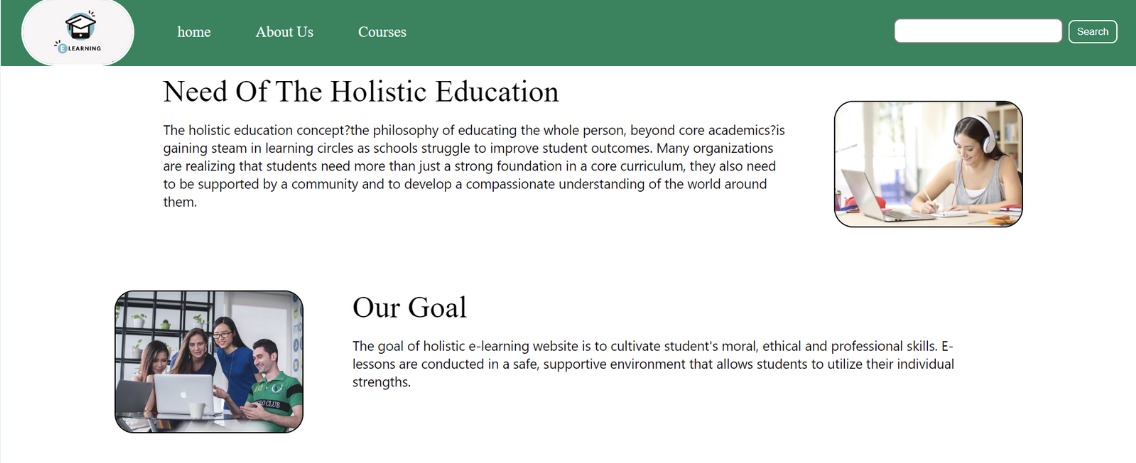 E LEARNING
home
About Us
Courses
Search
Need Of The Holistic Education
The holistic education concept?the philosophy of educating the whole person, beyond core academics?is
gaining steam in learning circles as schools struggle to improve student outcomes. Many organizations
are realizing that students need more than just a strong foundation in a core curriculum, they also need
to be supported by a community and to develop a compassionate understanding of the world around
them.
Our Goal
The goal of holistic e-learning website is to cultivate student's moral, ethical and professional skills. E-
lessons are conducted in a safe, supportive environment that allows students to utilize their individual
strengths.